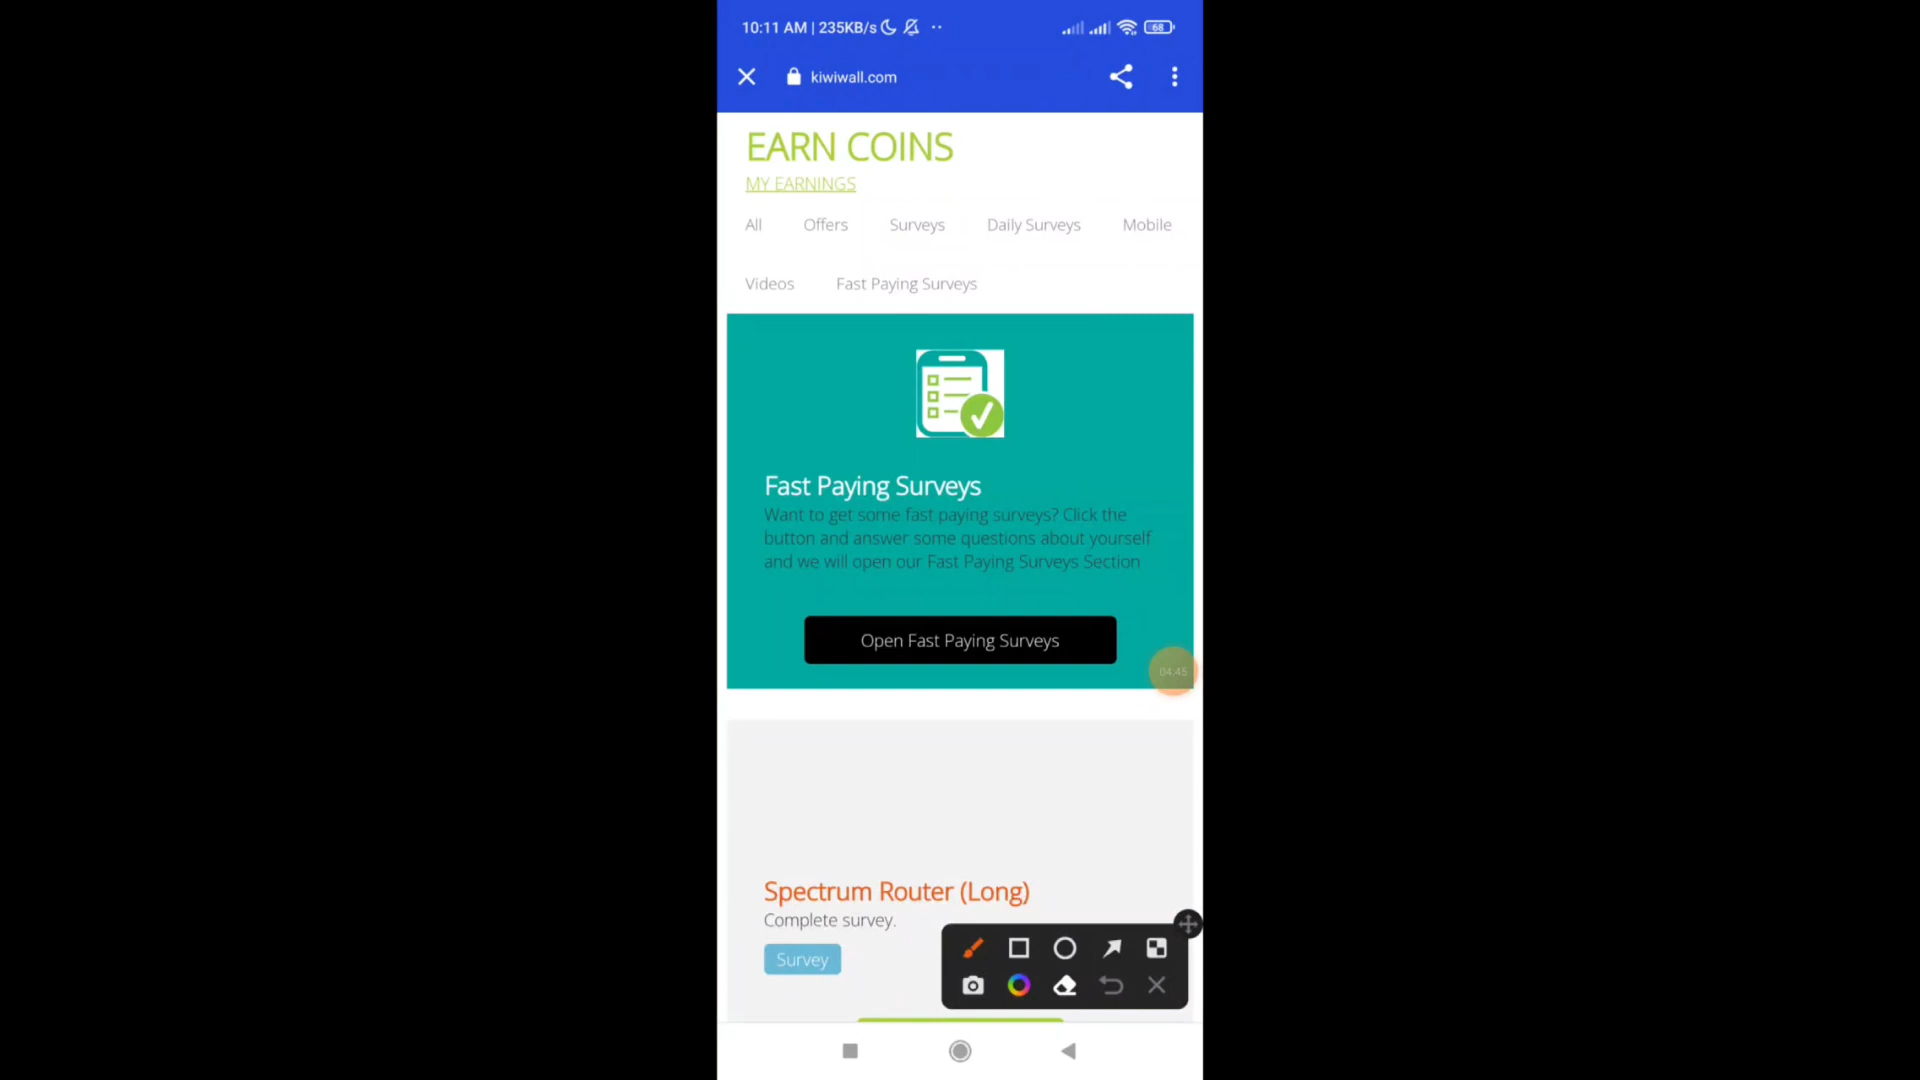 10:11 AM | 235KB/s
68
kiwiwall.com
EARN COINS
MY EARNINGS
All Offers Surveys Daily Surveys Mobile
Videos Fast Paying Surveys
Fast Paying Surveys
Want to get some fast paying surveys? Click the
button and answer some questions about yourself
and we will open our Fast Paying Surveys Section
Open Fast Paying Surveys
04:45
Spectrum Router (Long)
Complete survey.
Survey